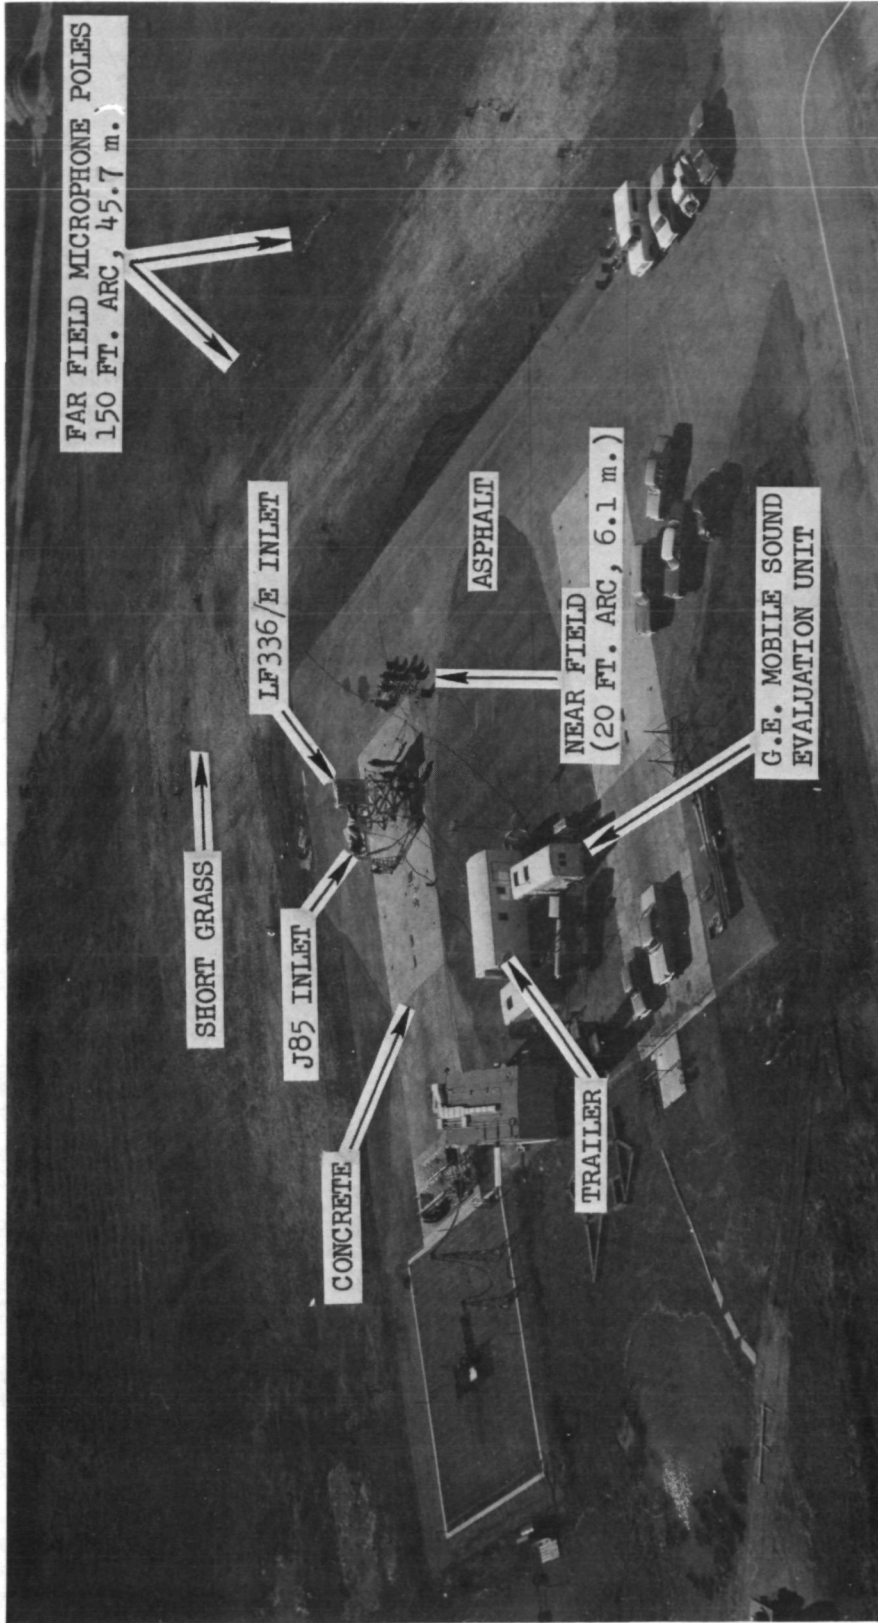 FAR FIELD MICROPHONE POLES
150 FT. ARC, 45.7 m.)
SHORT GRASS
LF336/E INLET
J85 INLET
CONCRETE
ASPHALT
NEAR FIELD
(20 FT. ARC, 6.1 m.)
TRAILER
G.E. MOBILE SOUND
EVALUATION UNIT